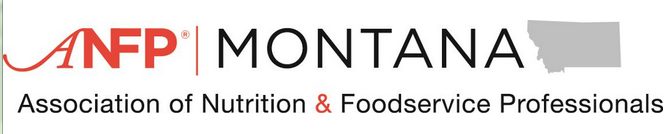 ANFP® | MONTANA
Association of Nutrition & Foodservice Professionals